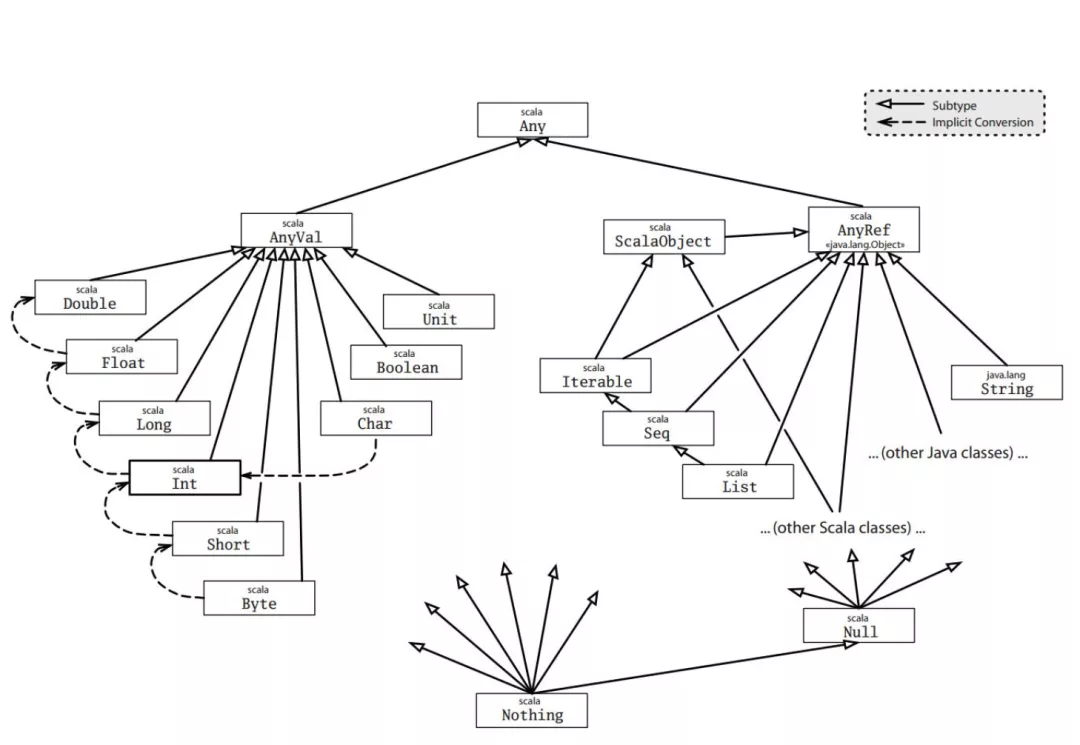 scala
Any
Subtype
Implicit Conversion
scala
AnyVal
scala
ScalaObject
scala
AnyRef
«java.lang.Object»
scala
Double
scala
Unit
scala
Float
scala
Boolean
scala
Iterable
java.lang
String
scala
Long
scala
Char
scala
Seq
... (other Java classes) ...
scala
Int
scala
List
scala
Short
... (other Scala classes) ...
scala
Byte
scala
Null
scala
Nothing